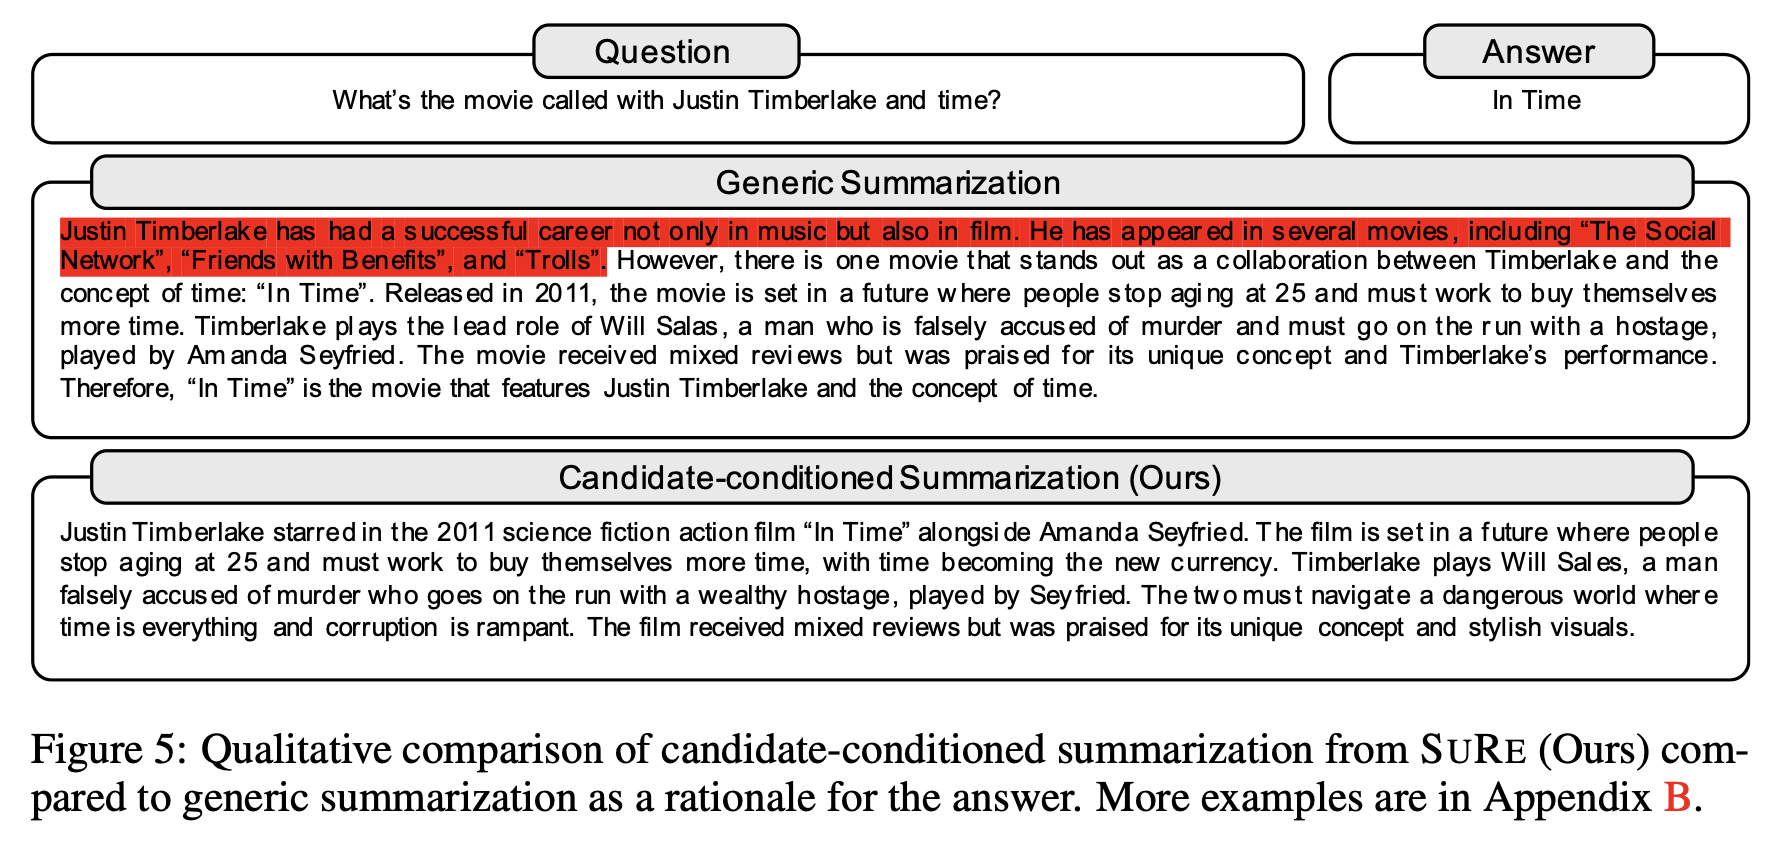 Question
What's the movie called with Justin Timberlake and time?
Answer
In Time
Generic Summarization
Justin Timberlake has had a successful career not only in music but also in film. He has appeared in several movies, including “The Social
Network”, “Friends with Benefits”, and “Trolls”. However, there is one movie that stands out as a collaboration between Timberlake and the
concept of time: “In Time”. Released in 2011, the movie is set in a future where people stop aging at 25 and must work to buy themselves
more time. Timberlake plays the lead role of Will Salas, a man who is falsely accused of murder and must go on the run with a hostage,
played by Amanda Seyfried. The movie received mixed reviews but was praised for its unique concept and Timberlake’s performance.
Therefore, “In Time” is the movie that features Justin Timberlake and the concept of time.
Candidate-conditioned Summarization (Ours)
Justin Timberlake starred in the 2011 science fiction action film “In Time” alongside Amanda Seyfried. The film is set in a future where people
stop aging at 25 and must work to buy themselves more time, with time becoming the new currency. Timberlake plays Will Sales, a man
falsely accused of murder who goes on the run with a wealthy hostage, played by Seyfried. The two must navigate a dangerous world where
time is everything and corruption is rampant. The film received mixed reviews but was praised for its unique concept and stylish visuals.
Figure 5: Qualitative comparison of candidate-conditioned summarization from SURE (Ours) com-
pared to generic summarization as a rationale for the answer. More examples are in Appendix B.